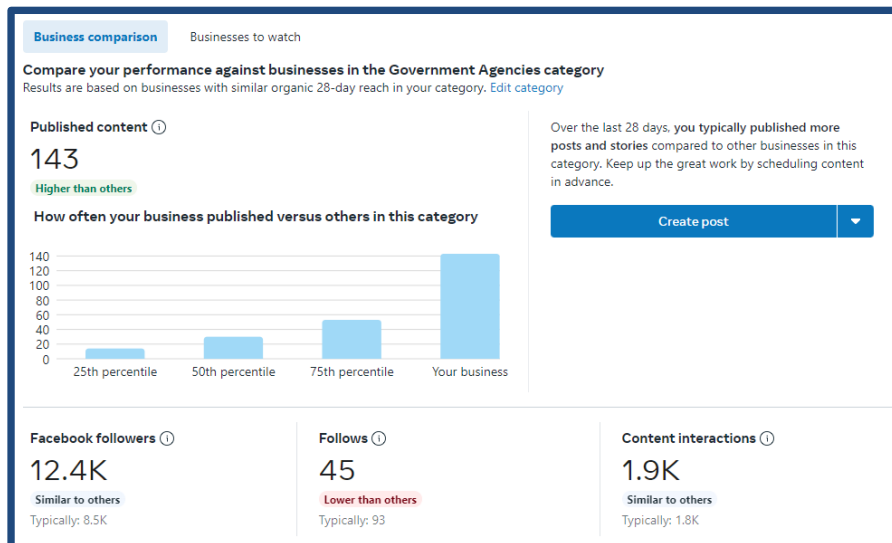 Business comparison
Businesses to watch
Compare your performance against businesses in the Government Agencies category
Results are based on businesses with similar organic 28-day reach in your category. Edit category
Published content
143
Higher than others
How often your business published versus others in this category
140
120
100
80
60
40
20
0
25th percentile
50th percentile
75th percentile
Your business
Over the last 28 days, you typically published more
posts and stories compared to other businesses in this
category. Keep up the great work by scheduling content
in advance.
Create post
Facebook followers
12.4K
Similar to others
Typically: 8.5K
Follows
45
Lower than others
Typically: 93
Content interactions
1.9K
Similar to others
Typically: 1.8K